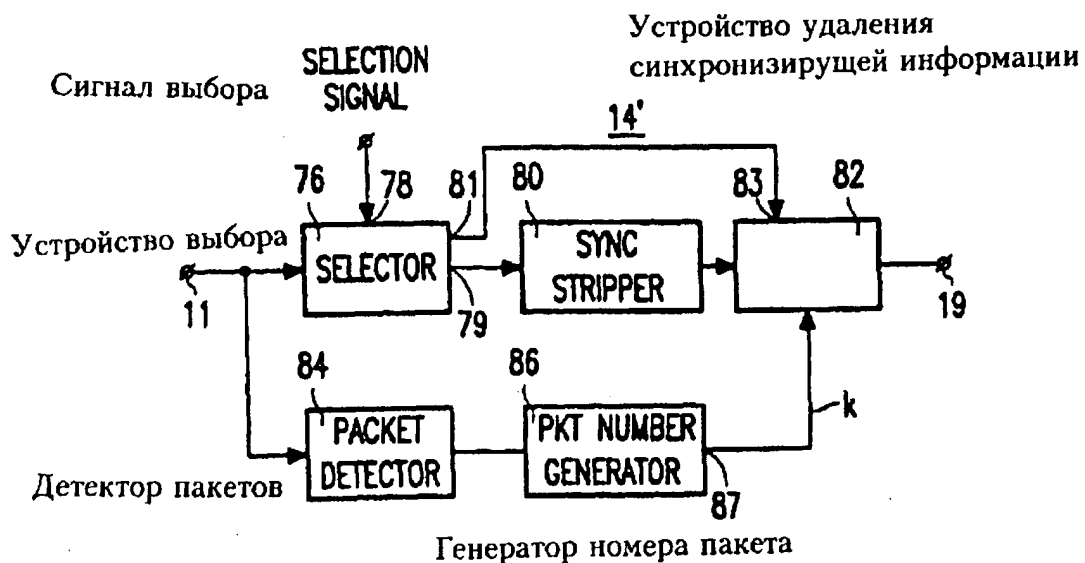 Устройство удаления
синхронизирущей информации
Сигнал выбора
SELECTION
SIGNAL
14'
76
78
81
80
83
82
Устройство выбора
SELECTOR
SYNC
STRIPPER
11
79
19
84
86
k
PACKET
DETECTOR
PKT NUMBER
GENERATOR
87
Детектор пакетов
Генератор номера пакета